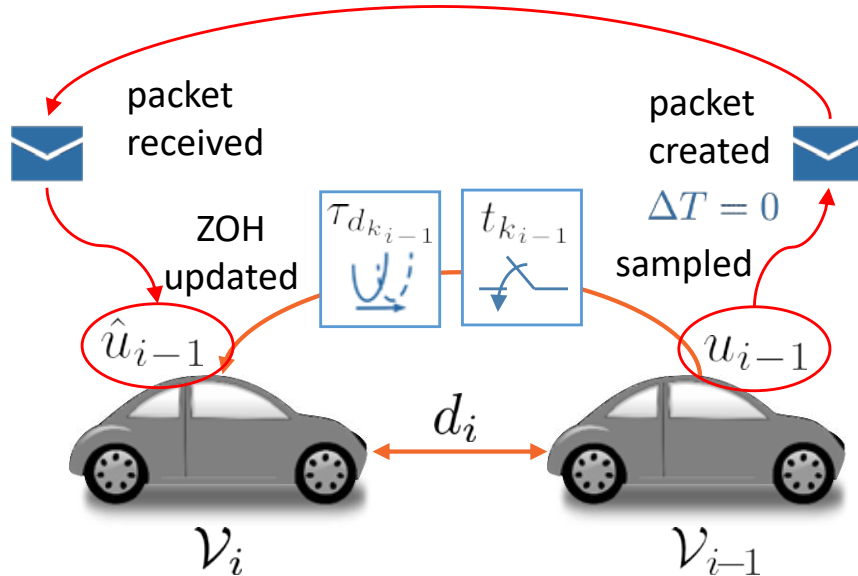 packet
received
packet
created
ΔT = 0
ZOH
updated
τ_{d_{k_{i−1}}}
t_{k_{i−1}}
sampled
û_{i−1}
u_{i−1}
d_i
𝒱_i
𝒱_{i−1}